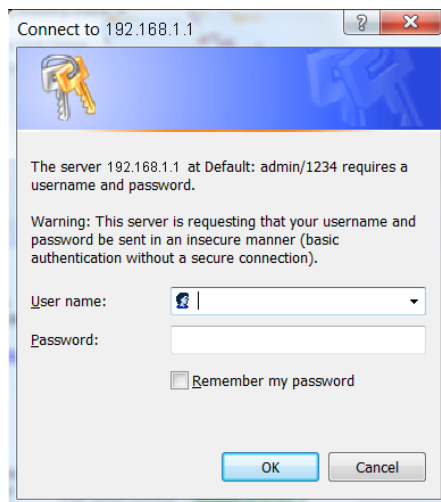 Connect to 192.168.1.1
The server 192.168.1.1 at Default: admin/1234 requires a
username and password.
Warning: This server is requesting that your username and
password be sent in an insecure manner (basic
authentication without a secure connection).
User name:
Password:
Remember my password
OK Cancel